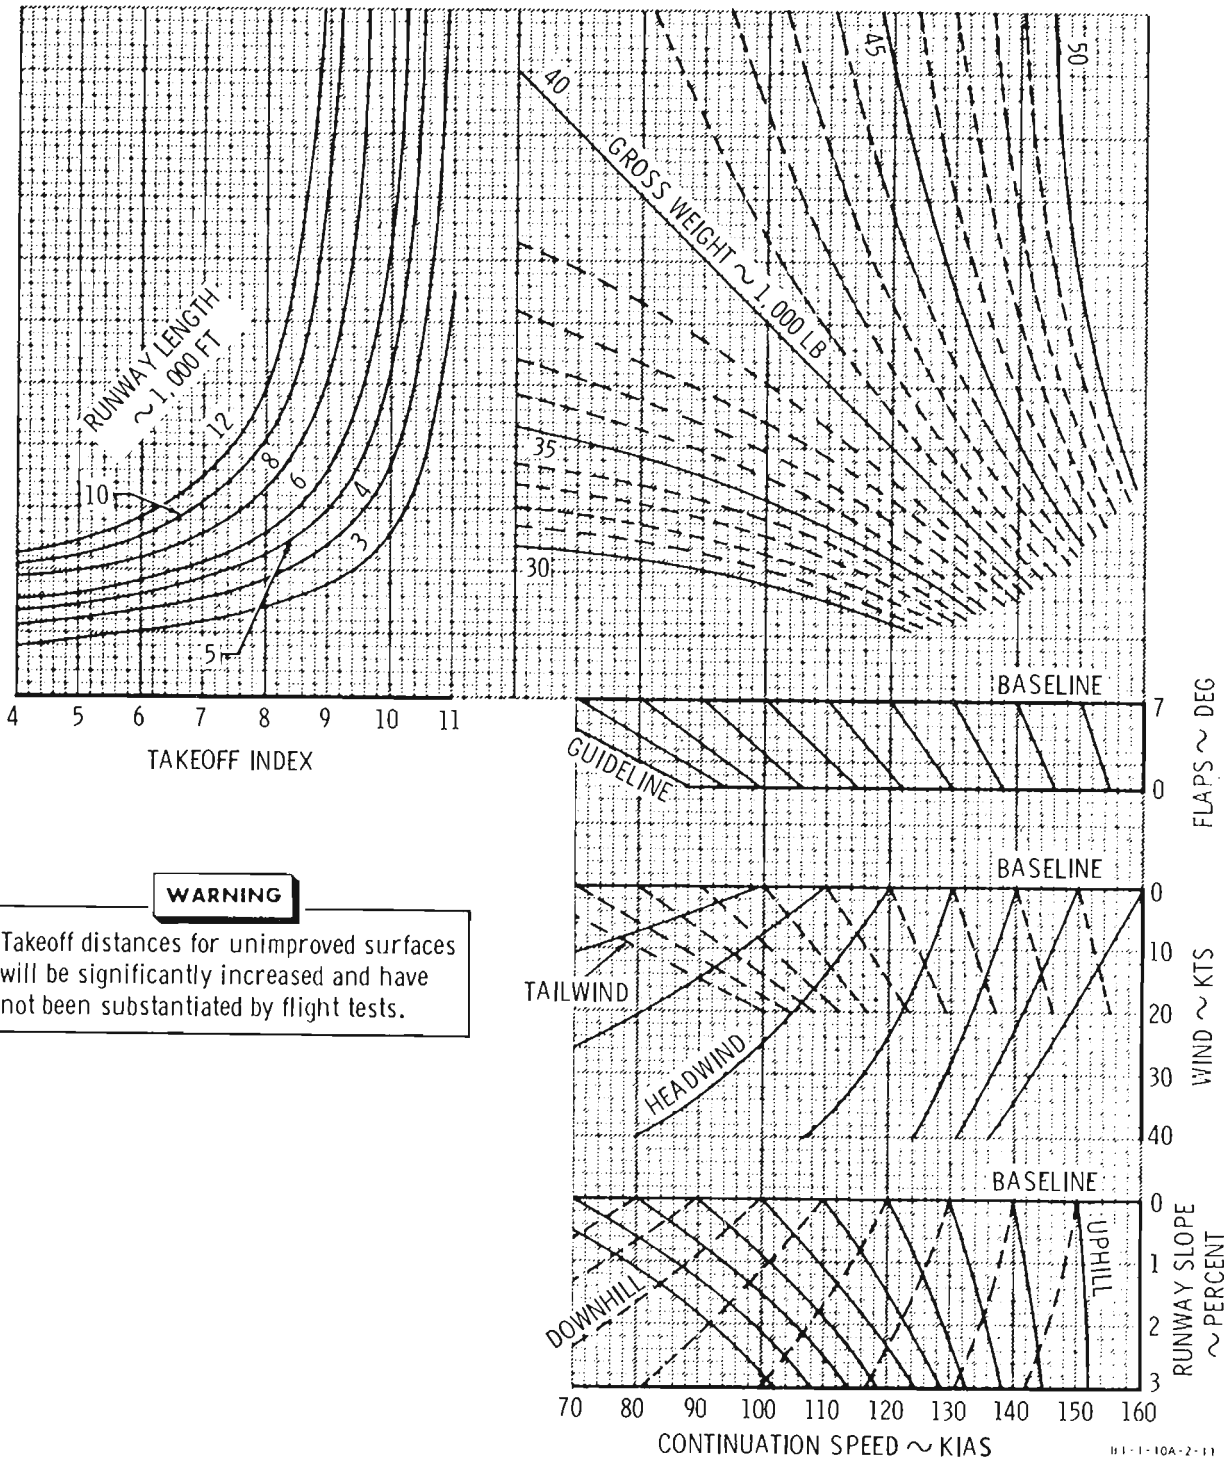 40
45
50
GROSS WEIGHT ~ 1,000 LB
RUNWAY LENGTH
~ 1,000 FT
12
10
8
6
4
3
5
35
30
4 5 6 7 8 9 10 11
TAKEOFF INDEX
BASELINE
7
0
FLAPS ~ DEG
GUIDELINE
WARNING
Takeoff distances for unimproved surfaces
will be significantly increased and have
not been substantiated by flight tests.
BASELINE
0
10
20
30
40
WIND ~ KTS
TAILWIND
HEADWIND
BASELINE
0
1
2
3
RUNWAY SLOPE
~ PERCENT
UPHILL
DOWNHILL
70 80 90 100 110 120 130 140 150 160
CONTINUATION SPEED ~ KIAS